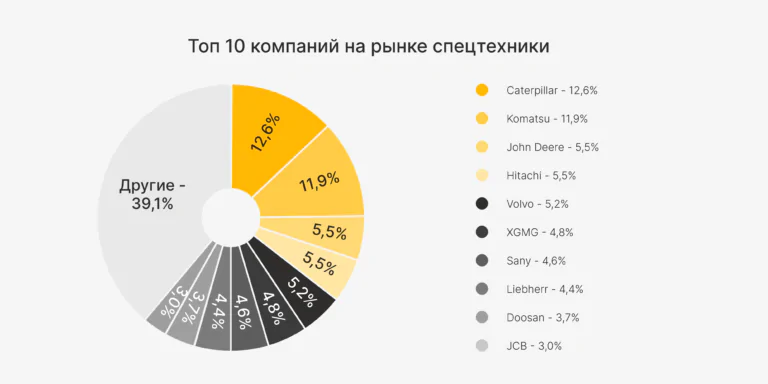 Топ 10 компаний на рынке спецтехники
12,6%
11,9%
5,5%
5,5%
5,2%
4,8%
4,6%
4,4%
3,7%
3,0%
Другие -
39,1%
Caterpillar - 12,6%
Komatsu - 11,9%
John Deere - 5,5%
Hitachi - 5,5%
Volvo - 5,2%
XGMG - 4,8%
Sany - 4,6%
Liebherr - 4,4%
Doosan - 3,7%
JCB - 3,0%